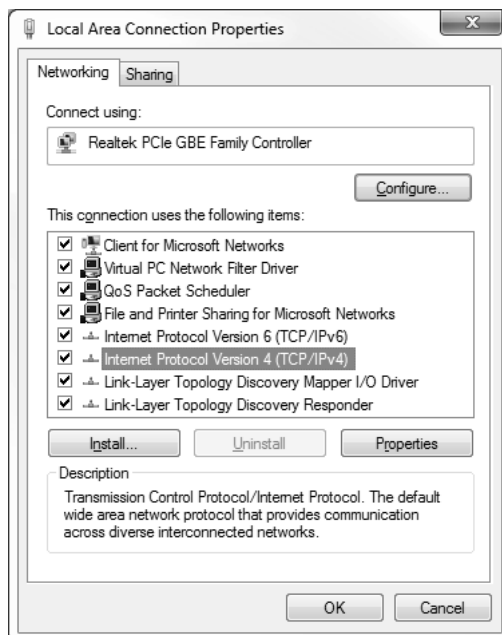 Local Area Connection Properties
Networking
Sharing
Connect using:
Realtek PCIe GBE Family Controller
Configure...
This connection uses the following items:
Client for Microsoft Networks
Virtual PC Network Filter Driver
QoS Packet Scheduler
File and Printer Sharing for Microsoft Networks
Internet Protocol Version 6 (TCP/IPv6)
Internet Protocol Version 4 (TCP/IPv4)
Link-Layer Topology Discovery Mapper I/O Driver
Link-Layer Topology Discovery Responder
Install...
Uninstall
Properties
Description
Transmission Control Protocol/Internet Protocol. The default
wide area network protocol that provides communication
across diverse interconnected networks.
OK
Cancel